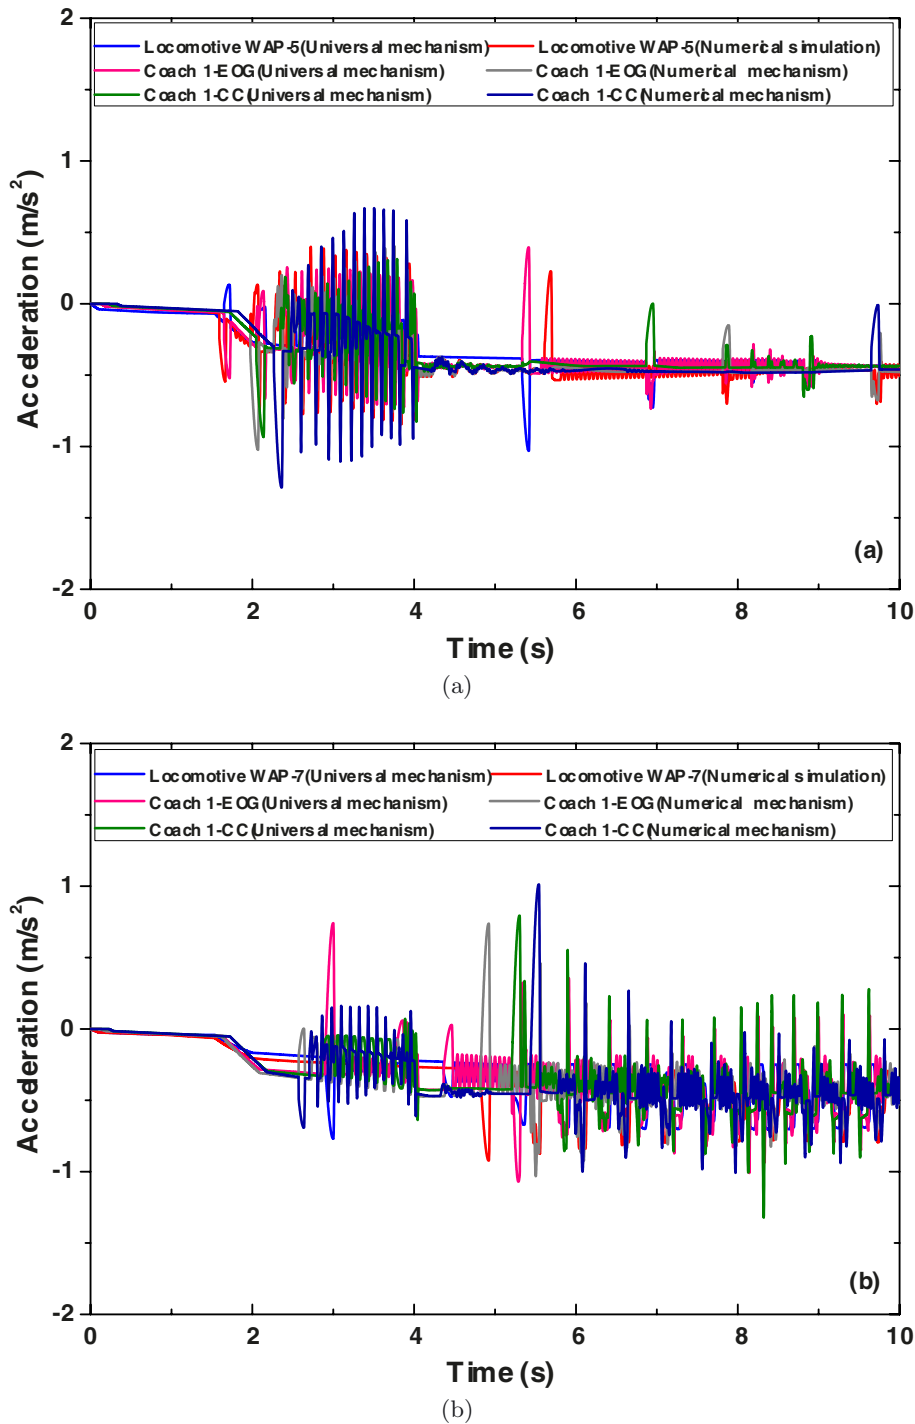 2
Locomotive WAP-5(Universal mechanism) Locomotive WAP-5(Numerical simulation)
Coach 1-EOG(Universal mechanism) Coach 1-EOG(Numerical mechanism)
Coach 1-CC(Universal mechanism) Coach 1-CC(Numerical mechanism)
1
0
-1
-2
Accderation (m/s²)
(a)
0 2 4 6 8 10
Time (s)
(a)
2
Locomotive WAP-7(Universal mechanism) Locomotive WAP-7(Numerical simulation)
Coach 1-EOG(Universal mechanism) Coach 1-EOG(Numerical mechanism)
Coach 1-CC(Universal mechanism) Coach 1-CC(Numerical mechanism)
1
0
-1
-2
Accderation (m/s²)
(b)
0 2 4 6 8 10
Time (s)
(b)